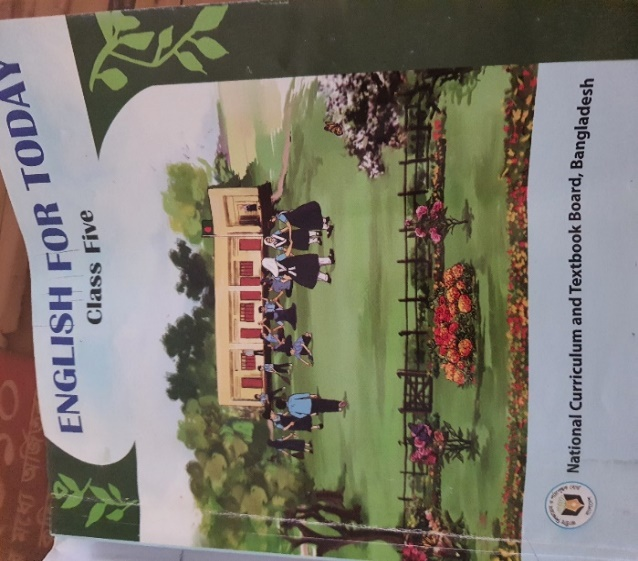 ENGLISH FOR TODAY
Class Five
National Curriculum and Textbook Board, Bangladesh